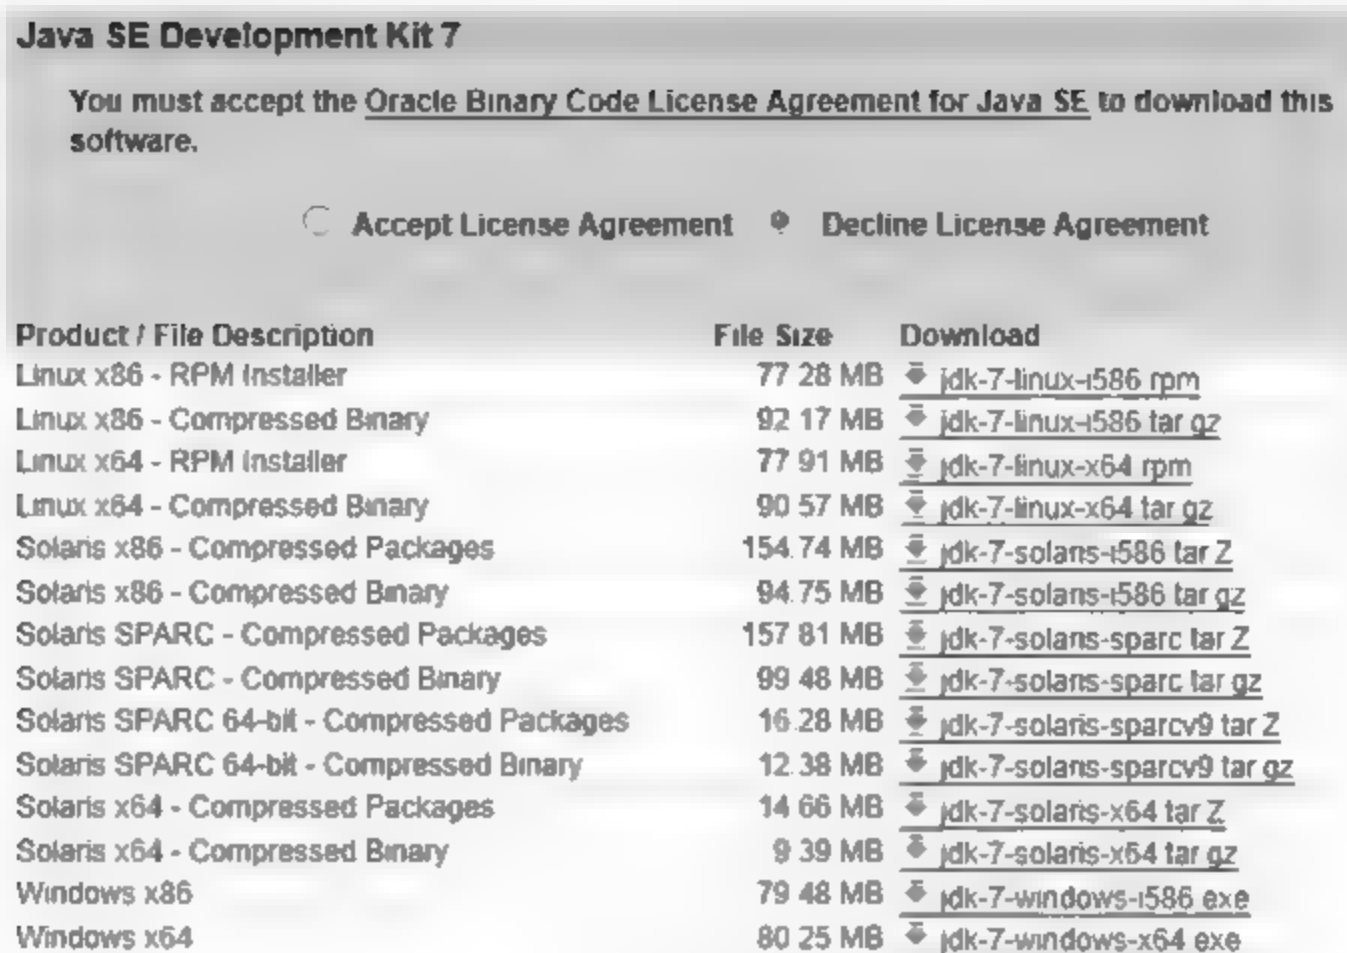 Java SE Development Kit 7
You must accept the Oracle Binary Code License Agreement for Java SE to download this
software.
Accept License Agreement Decline License Agreement
Product / File Description File Size Download
Linux x86 - RPM Installer 77.28 MB jdk-7-linux-i586.rpm
Linux x86 - Compressed Binary 92.17 MB jdk-7-linux-i586.tar.gz
Linux x64 - RPM Installer 77.91 MB jdk-7-linux-x64.rpm
Linux x64 - Compressed Binary 90.57 MB jdk-7-linux-x64.tar.gz
Solaris x86 - Compressed Packages 154.74 MB jdk-7-solaris-i586.tar.Z
Solaris x86 - Compressed Binary 94.75 MB jdk-7-solaris-i586.tar.gz
Solaris SPARC - Compressed Packages 157.81 MB jdk-7-solaris-sparc.tar.Z
Solaris SPARC - Compressed Binary 99.48 MB jdk-7-solaris-sparc.tar.gz
Solaris SPARC 64-bit - Compressed Packages 16.28 MB jdk-7-solaris-sparcv9.tar.Z
Solaris SPARC 64-bit - Compressed Binary 12.38 MB jdk-7-solaris-sparcv9.tar.gz
Solaris x64 - Compressed Packages 14.66 MB jdk-7-solaris-x64.tar.Z
Solaris x64 - Compressed Binary 9.39 MB jdk-7-solaris-x64.tar.gz
Windows x86 79.48 MB jdk-7-windows-i586.exe
Windows x64 80.25 MB jdk-7-windows-x64.exe